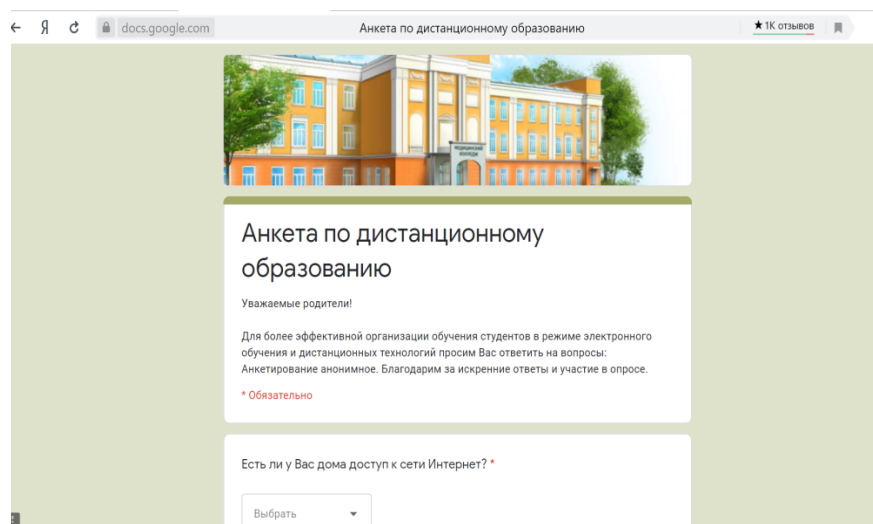 Я
docs.google.com
Анкета по дистанционному образованию
★ 1К отзывов
МЕДИЦИНСКИЙ
КОЛЛЕДЖ
Анкета по дистанционному
образованию
Уважаемые родители!
Для более эффективной организации обучения студентов в режиме электронного
обучения и дистанционных технологий просим Вас ответить на вопросы:
Анкетирование анонимное. Благодарим за искренние ответы и участие в опросе.
* Обязательно
Есть ли у Вас дома доступ к сети Интернет? *
Выбрать